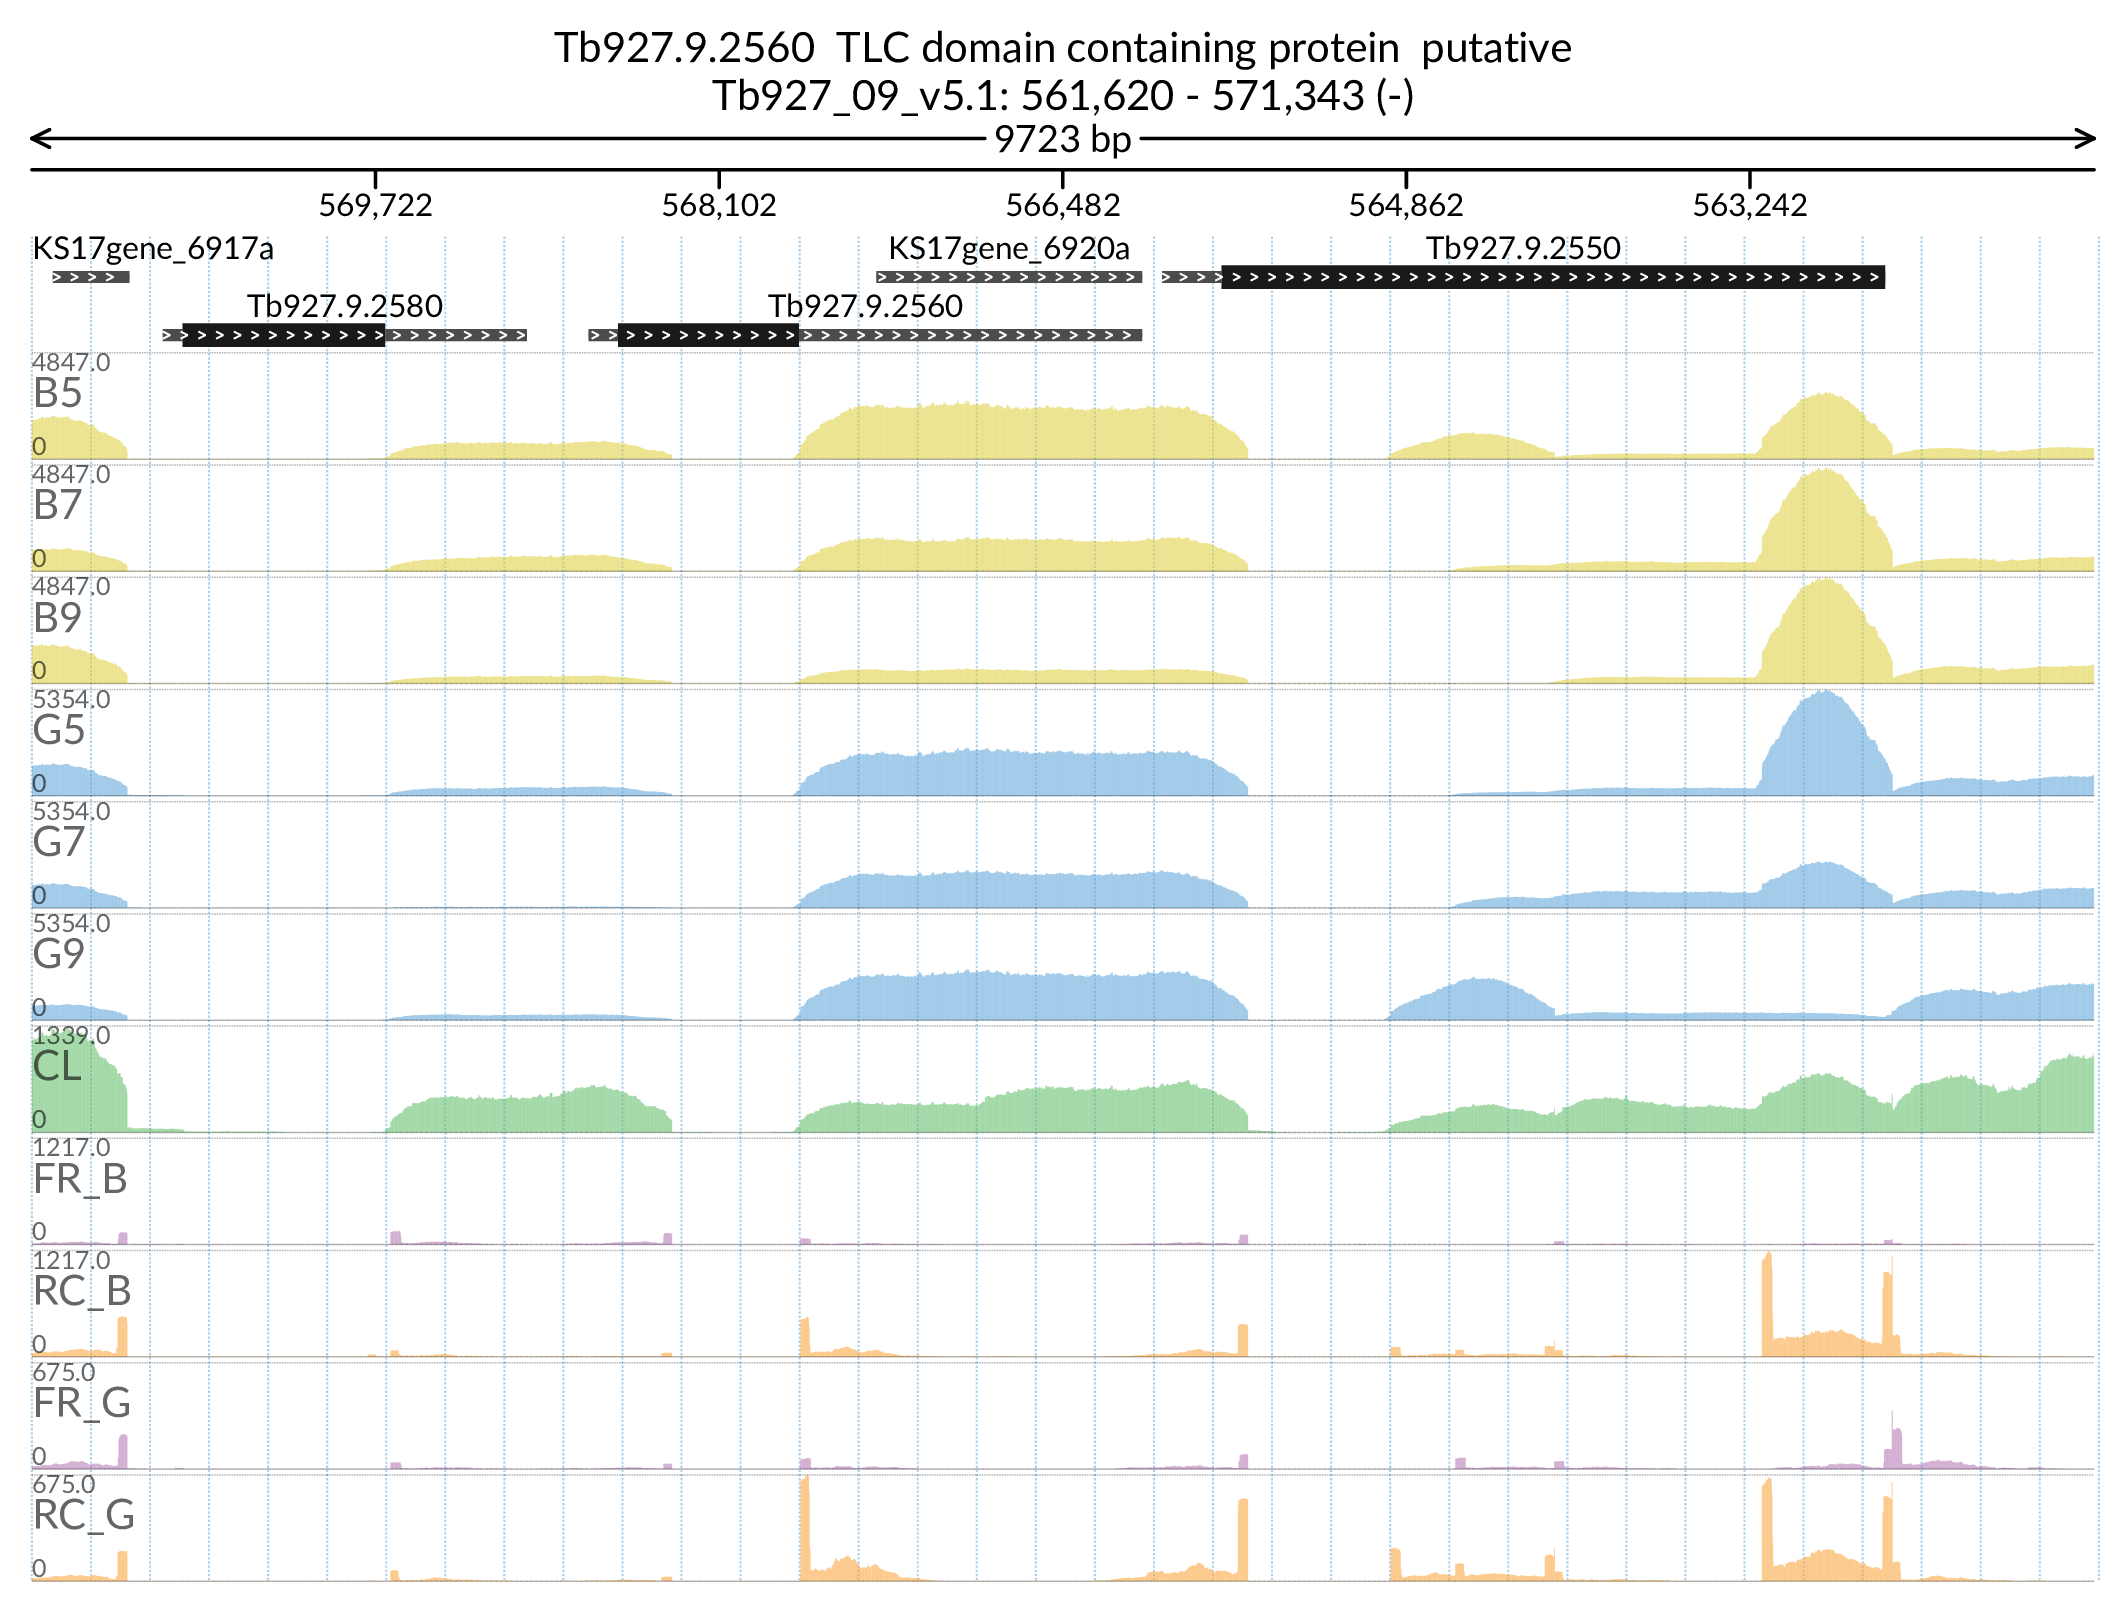 Tb927.9.2560 TLC domain containing protein putative
Tb927_09_v5.1: 561,620 - 571,343 (-)
9723 bp
569,722 568,102 566,482 564,862 563,242
KS17gene_6917a KS17gene_6920a Tb927.9.2550
Tb927.9.2580 Tb927.9.2560
4847.0
B5
0
4847.0
B7
0
4847.0
B9
0
5354.0
G5
0
5354.0
G7
0
5354.0
G9
0
1339.0
CL
0
1217.0
FR_B
0
1217.0
RC_B
0
675.0
FR_G
0
675.0
RC_G
0